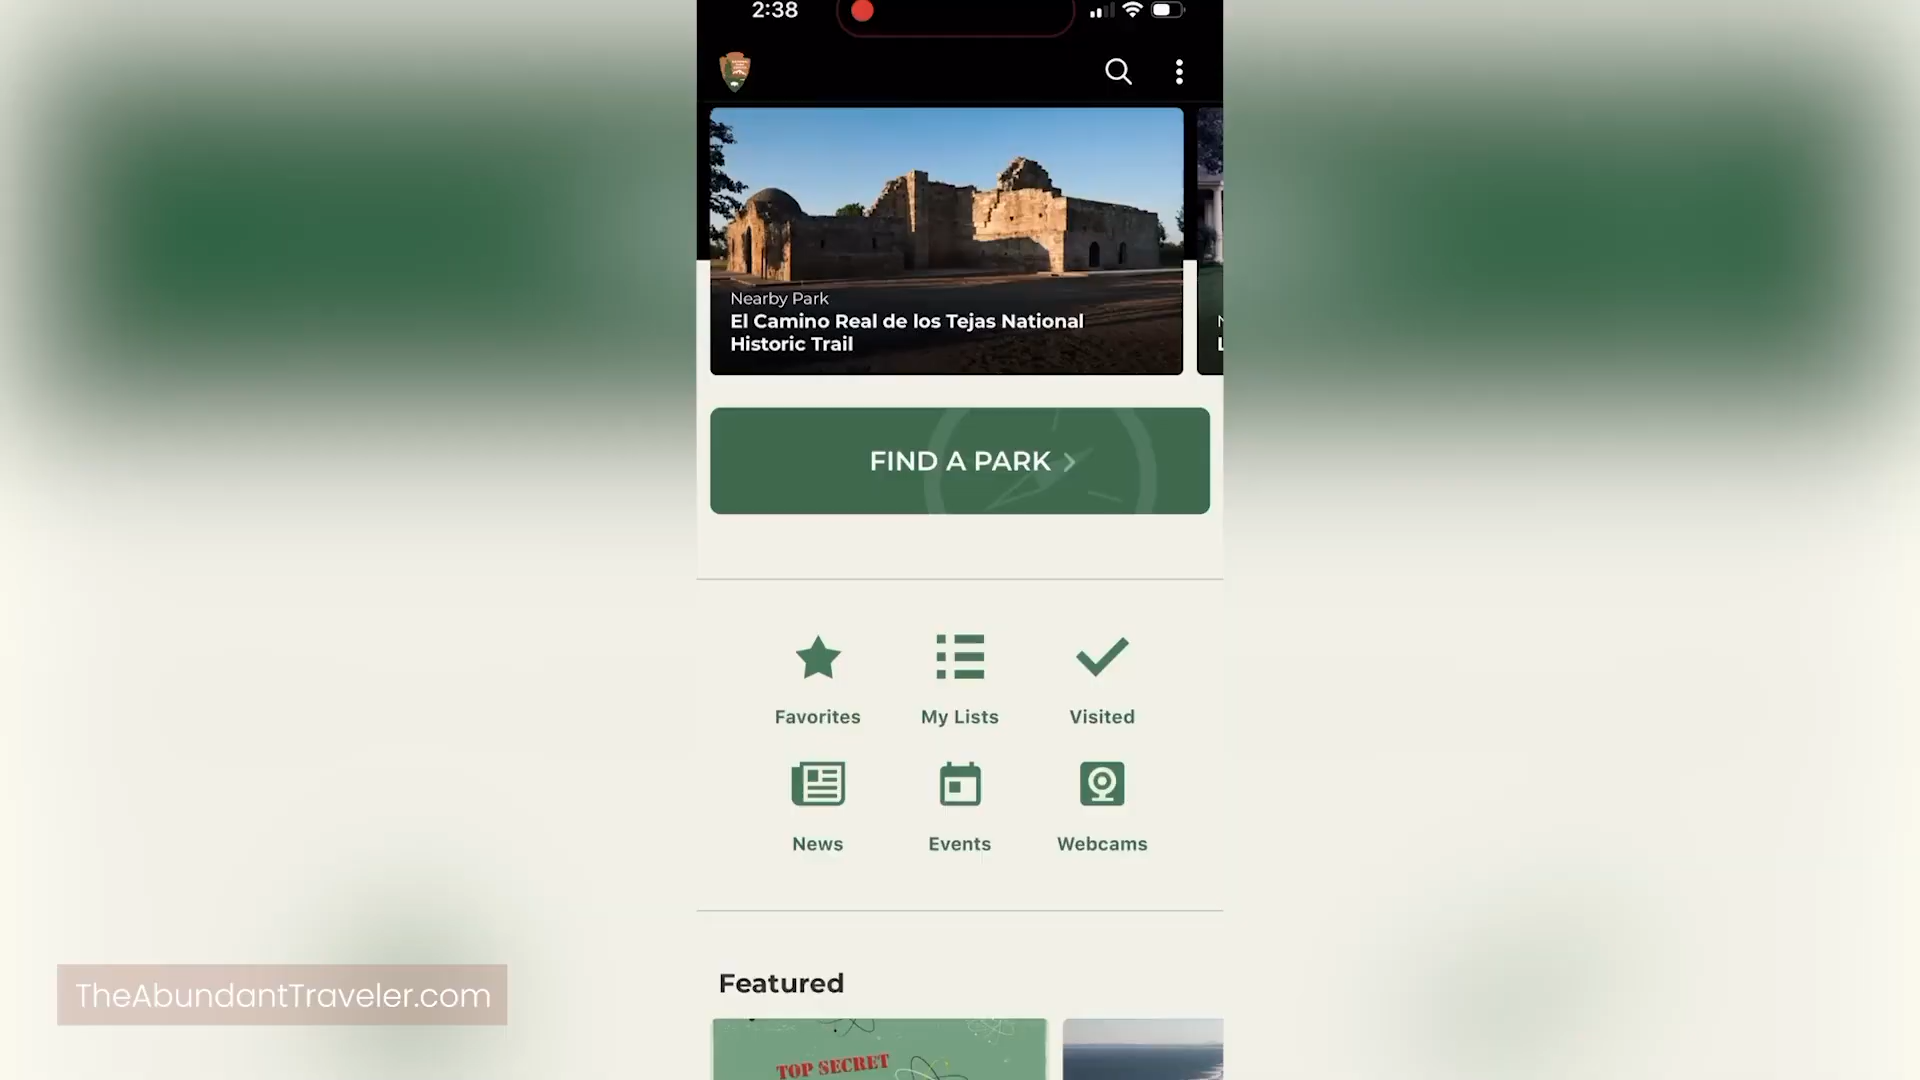 2:38
Nearby Park
El Camino Real de los Tejas National
Historic Trail
FIND A PARK
Favorites
My Lists
Visited
News
Events
Webcams
Featured
TOP SECRET
TheAbundantTraveler.com